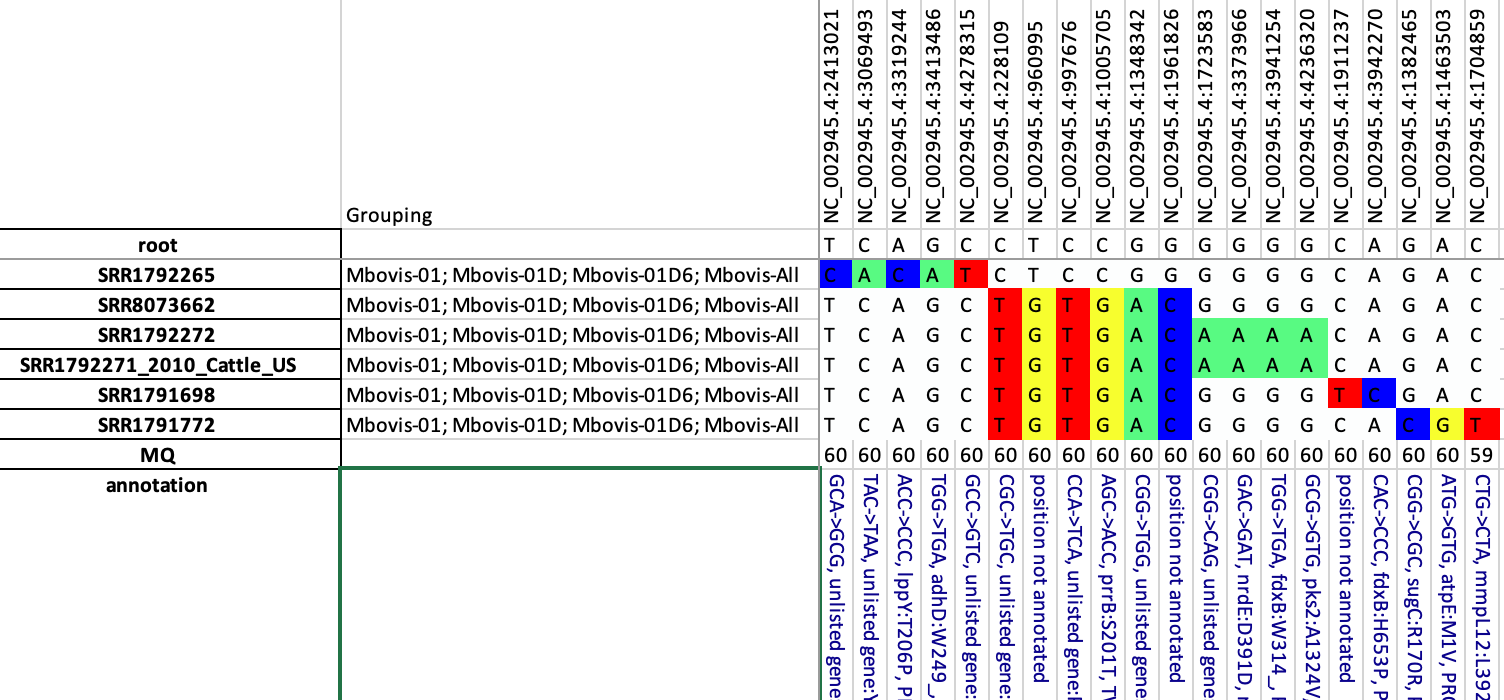 Grouping NC_002945.4:2413021 NC_002945.4:3069493 NC_002945.4:3319244 NC_002945.4:3413486 NC_002945.4:4278315 NC_002945.4:228109 NC_002945.4:960995 NC_002945.4:997676 NC_002945.4:1005705 NC_002945.4:1348342 NC_002945.4:1961826 NC_002945.4:1723583 NC_002945.4:3373966 NC_002945.4:3941254 NC_002945.4:4236320 NC_002945.4:1911237 NC_002945.4:3942270 NC_002945.4:1382465 NC_002945.4:1463503 NC_002945.4:1704859
root T C A G C C T C C G G G G G G C A G A C
SRR1792265 Mbovis-01; Mbovis-01D; Mbovis-01D6; Mbovis-All C A C A T C T C C G G G G G G C A G A C
SRR8073662 Mbovis-01; Mbovis-01D; Mbovis-01D6; Mbovis-All T C A G C T G T G A C G G G G C A G A C
SRR1792272 Mbovis-01; Mbovis-01D; Mbovis-01D6; Mbovis-All T C A G C T G T G A C A A A A C A G A C
SRR1792271_2010_Cattle_US Mbovis-01; Mbovis-01D; Mbovis-01D6; Mbovis-All T C A G C T G T G A C A A A A C A G A C
SRR1791698 Mbovis-01; Mbovis-01D; Mbovis-01D6; Mbovis-All T C A G C T G T G A C G G G G T C G A C
SRR1791772 Mbovis-01; Mbovis-01D; Mbovis-01D6; Mbovis-All T C A G C T G T G A C G G G G C A C G T
MQ 60 60 60 60 60 60 60 60 60 60 60 60 60 60 60 60 60 60 60 59
annotation
GCA->GCG, unlisted gene
TAC->TAA, unlisted gene:
ACC->CCC, lppY:T206P, P
TGG->TGA, adhD:W249_,
GCC->GTC, unlisted gene:
CGC->TGC, unlisted gene:
position not annotated
CCA->TCA, unlisted gene:
AGC->ACC, prrB:S201T, T
CGG->TGG, unlisted gene
position not annotated
CGG->CAG, unlisted gene
GAC->GAT, nrdE:D391D,
TGG->TGA, fdxB:W314_,
GCG->GTG, pks2:A1324V,
position not annotated
CAC->CCC, fdxB:H653P, P
CGG->CGC, sugC:R170R,
ATG->GTG, atpE:M1V, PR
CTG->CTA, mmpL12:L392